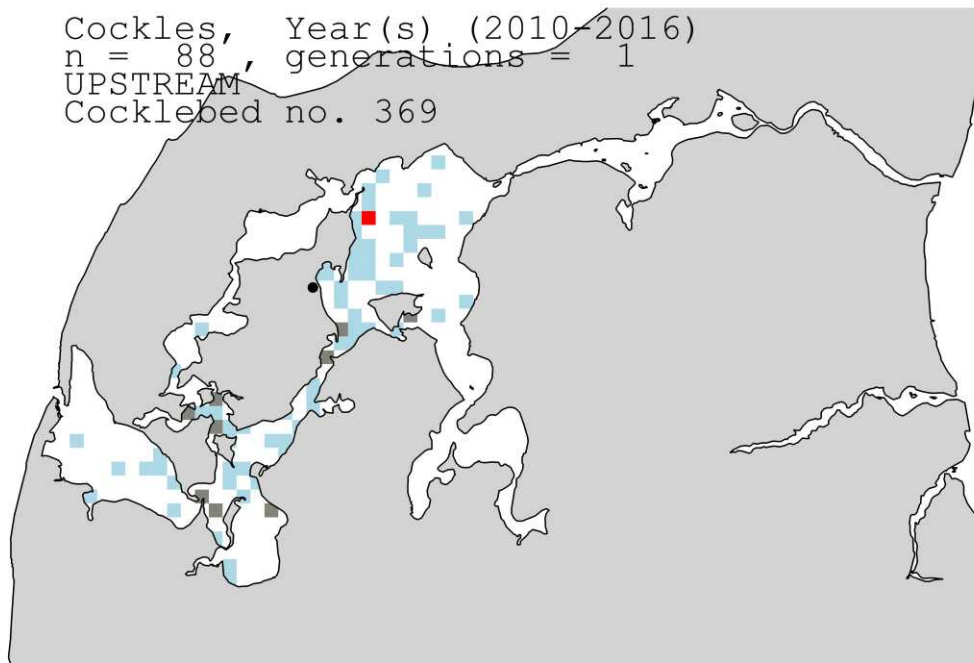 Cockles, Year(s) (2010-2016)
n = 88 , generations = 1
UPSTREAM
Cocklebed no. 369